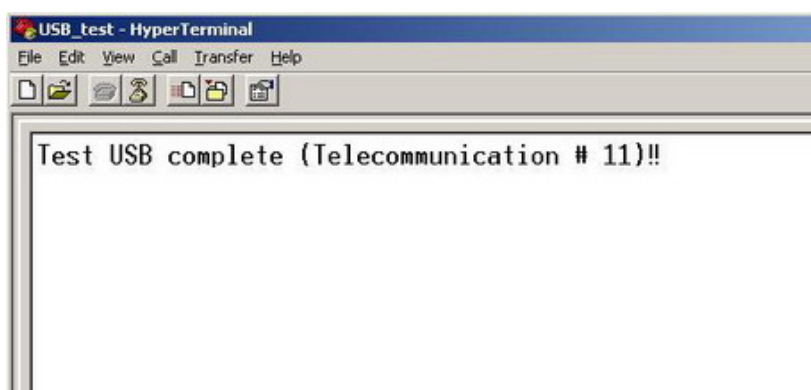 USB_test - HyperTerminal
File Edit View Call Transfer Help
Test USB complete (Telecommunication # 11)!!